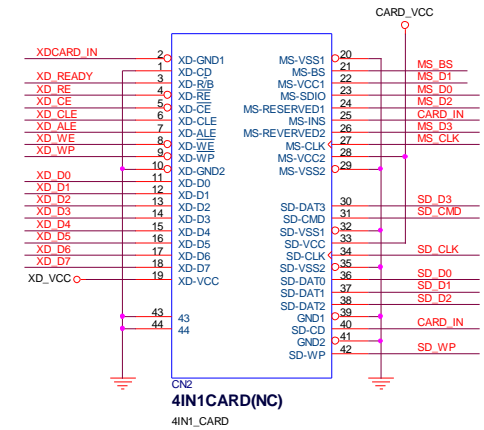 CARD_VCC
XDCARD_IN 2 XD-GND1 MS-VSS1 20
1 XD-CD MS-BS 21 MS_BS
XD_READY 3 XD-R/B MS-VCC1 22 MS_D1
XD_RE 4 XD-RE MS-SDIO 23 MS_D0
XD_CE 5 XD-CE MS-RESERVED1 24 MS_D2
XD_CLE 6 XD-CLE MS-INS 25 CARD_IN
XD_ALE 7 XD-ALE MS-REVERVED2 26 MS_D3
XD_WE 8 XD-WE MS-CLK 27 MS_CLK
XD_WP 9 XD-WP MS-VCC2 28
10 XD-GND2 MS-VSS2 29
XD_D0 11 XD-D0
XD_D1 12 XD-D1
XD_D2 13 XD-D2 SD-DAT3 30 SD_D3
XD_D3 14 XD-D3 SD-CMD 31 SD_CMD
XD_D4 15 XD-D4 SD-VSS1 32
XD_D5 16 XD-D5 SD-VCC 33
XD_D6 17 XD-D6 SD-CLK 34 SD_CLK
XD_D7 18 XD-D7 SD-VSS2 35
XD_VCC 19 XD-VCC SD-DAT0 36 SD_D0
SD-DAT1 37 SD_D1
SD-DAT2 38 SD_D2
43 43 GND1 39
44 44 SD-CD 40 CARD_IN
GND2 41
SD-WP 42 SD_WP
CN2
4IN1CARD(NC)
4IN1_CARD